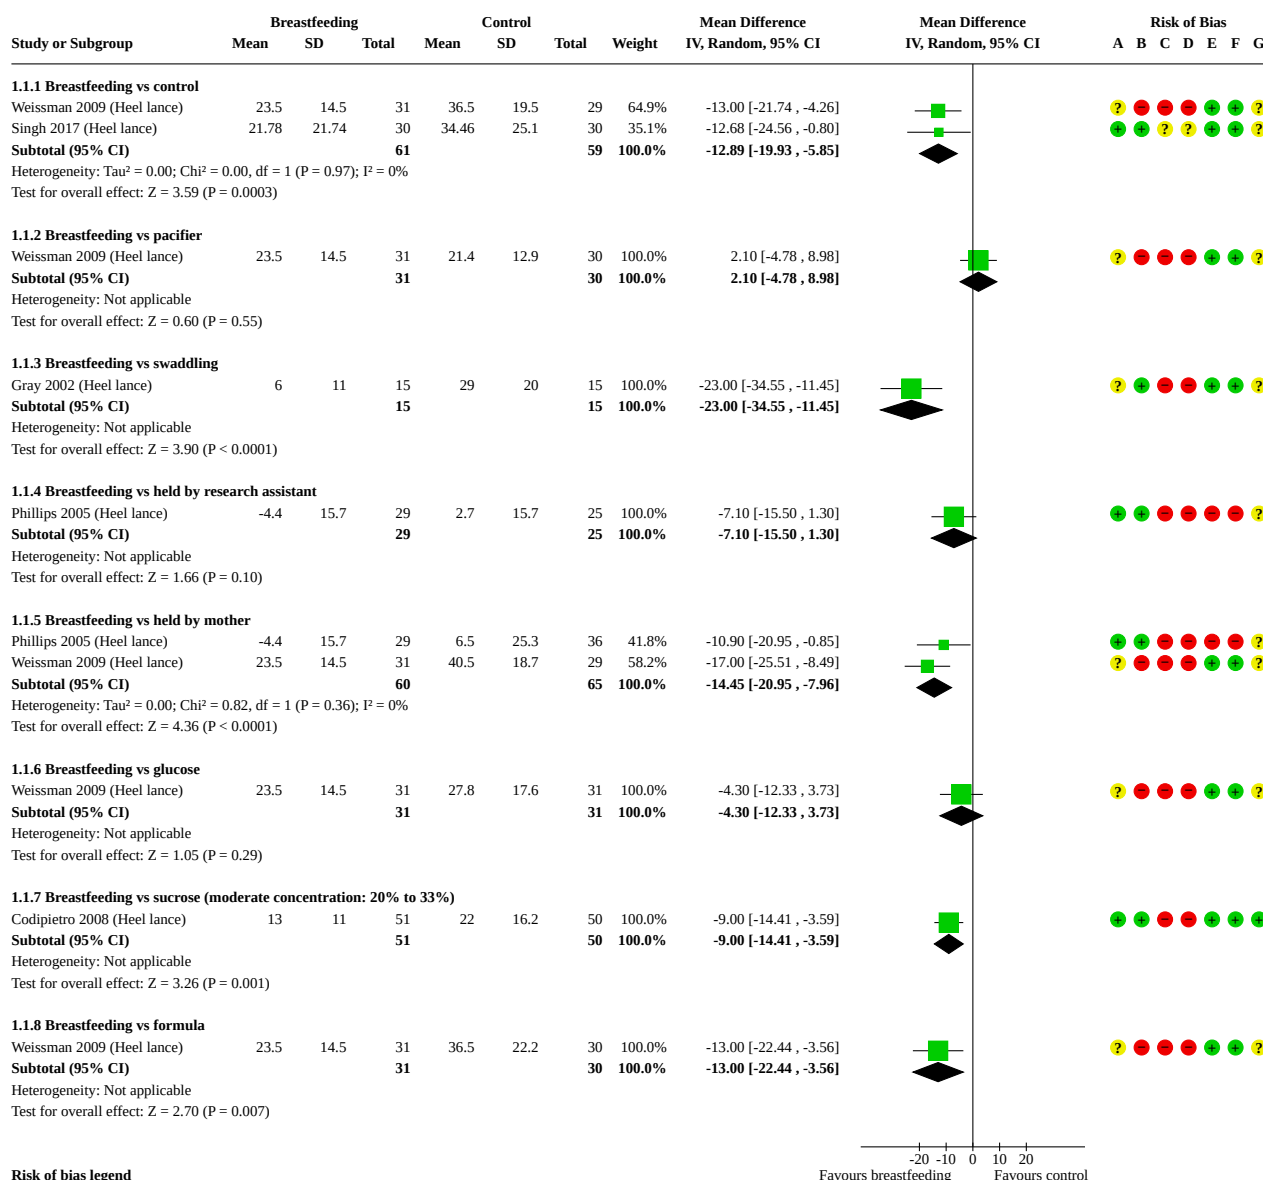 Breastfeeding Control Mean Difference Mean Difference Risk of Bias
Study or Subgroup Mean SD Total Mean SD Total Weight IV, Random, 95% CI IV, Random, 95% CI A B C D E F G
1.1.1 Breastfeeding vs control
Weissman 2009 (Heel lance) 23.5 14.5 31 36.5 19.5 29 64.9% -13.00 [-21.74 , -4.26] ? − − − + + ?
Singh 2017 (Heel lance) 21.78 21.74 30 34.46 25.1 30 35.1% -12.68 [-24.56 , -0.80] + + ? ? + + ?
Subtotal (95% CI) 61 59 100.0% -12.89 [-19.93 , -5.85]
Heterogeneity: Tau² = 0.00; Chi² = 0.00, df = 1 (P = 0.97); I² = 0%
Test for overall effect: Z = 3.59 (P = 0.0003)
1.1.2 Breastfeeding vs pacifier
Weissman 2009 (Heel lance) 23.5 14.5 31 21.4 12.9 30 100.0% 2.10 [-4.78 , 8.98] ? − − − + + ?
Subtotal (95% CI) 31 30 100.0% 2.10 [-4.78 , 8.98]
Heterogeneity: Not applicable
Test for overall effect: Z = 0.60 (P = 0.55)
1.1.3 Breastfeeding vs swaddling
Gray 2002 (Heel lance) 6 11 15 29 20 15 100.0% -23.00 [-34.55 , -11.45] ? + − − + + ?
Subtotal (95% CI) 15 15 100.0% -23.00 [-34.55 , -11.45]
Heterogeneity: Not applicable
Test for overall effect: Z = 3.90 (P < 0.0001)
1.1.4 Breastfeeding vs held by research assistant
Phillips 2005 (Heel lance) -4.4 15.7 29 2.7 15.7 25 100.0% -7.10 [-15.50 , 1.30] + + − − − − ?
Subtotal (95% CI) 29 25 100.0% -7.10 [-15.50 , 1.30]
Heterogeneity: Not applicable
Test for overall effect: Z = 1.66 (P = 0.10)
1.1.5 Breastfeeding vs held by mother
Phillips 2005 (Heel lance) -4.4 15.7 29 6.5 25.3 36 41.8% -10.90 [-20.95 , -0.85] + + − − − − ?
Weissman 2009 (Heel lance) 23.5 14.5 31 40.5 18.7 29 58.2% -17.00 [-25.51 , -8.49] ? − − − + + ?
Subtotal (95% CI) 60 65 100.0% -14.45 [-20.95 , -7.96]
Heterogeneity: Tau² = 0.00; Chi² = 0.82, df = 1 (P = 0.36); I² = 0%
Test for overall effect: Z = 4.36 (P < 0.0001)
1.1.6 Breastfeeding vs glucose
Weissman 2009 (Heel lance) 23.5 14.5 31 27.8 17.6 31 100.0% -4.30 [-12.33 , 3.73] ? − − − + + ?
Subtotal (95% CI) 31 31 100.0% -4.30 [-12.33 , 3.73]
Heterogeneity: Not applicable
Test for overall effect: Z = 1.05 (P = 0.29)
1.1.7 Breastfeeding vs sucrose (moderate concentration: 20% to 33%)
Codipietro 2008 (Heel lance) 13 11 51 22 16.2 50 100.0% -9.00 [-14.41 , -3.59] + + − − + + +
Subtotal (95% CI) 51 50 100.0% -9.00 [-14.41 , -3.59]
Heterogeneity: Not applicable
Test for overall effect: Z = 3.26 (P = 0.001)
1.1.8 Breastfeeding vs formula
Weissman 2009 (Heel lance) 23.5 14.5 31 36.5 22.2 30 100.0% -13.00 [-22.44 , -3.56] ? − − − + + ?
Subtotal (95% CI) 31 30 100.0% -13.00 [-22.44 , -3.56]
Heterogeneity: Not applicable
Test for overall effect: Z = 2.70 (P = 0.007)
-20 -10 0 10 20
Favours breastfeeding Favours control
Risk of bias legend